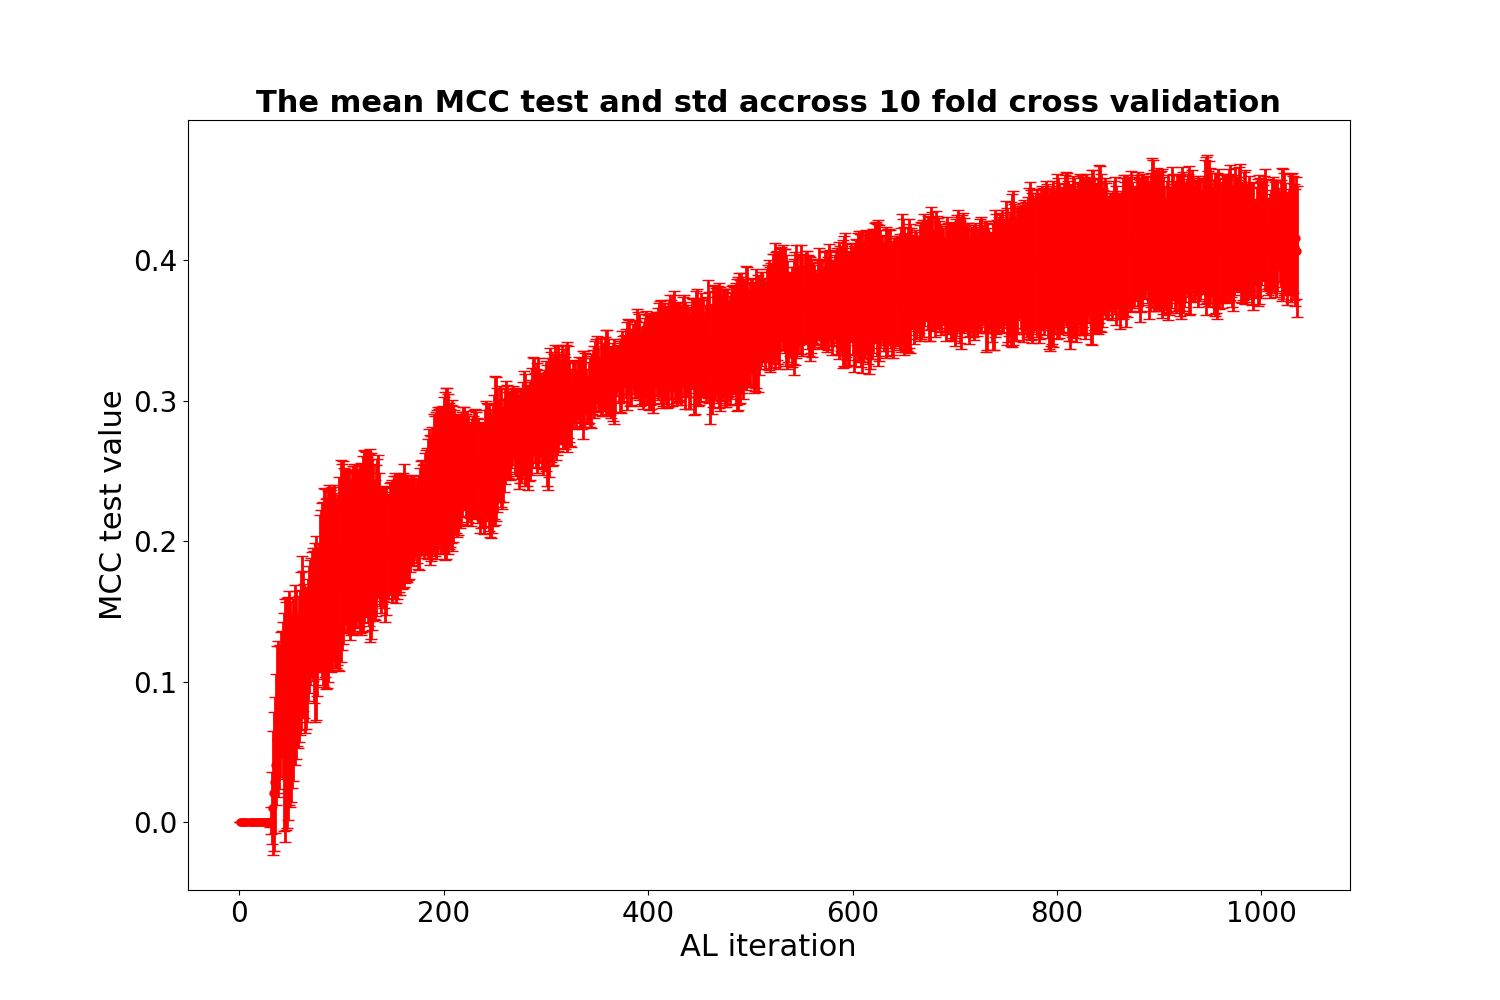 The mean MCC test and std accross 10 fold cross validation
MCC test value
0.4
0.3
0.2
0.1
0.0
0 200 400 600 800 1000
AL iteration